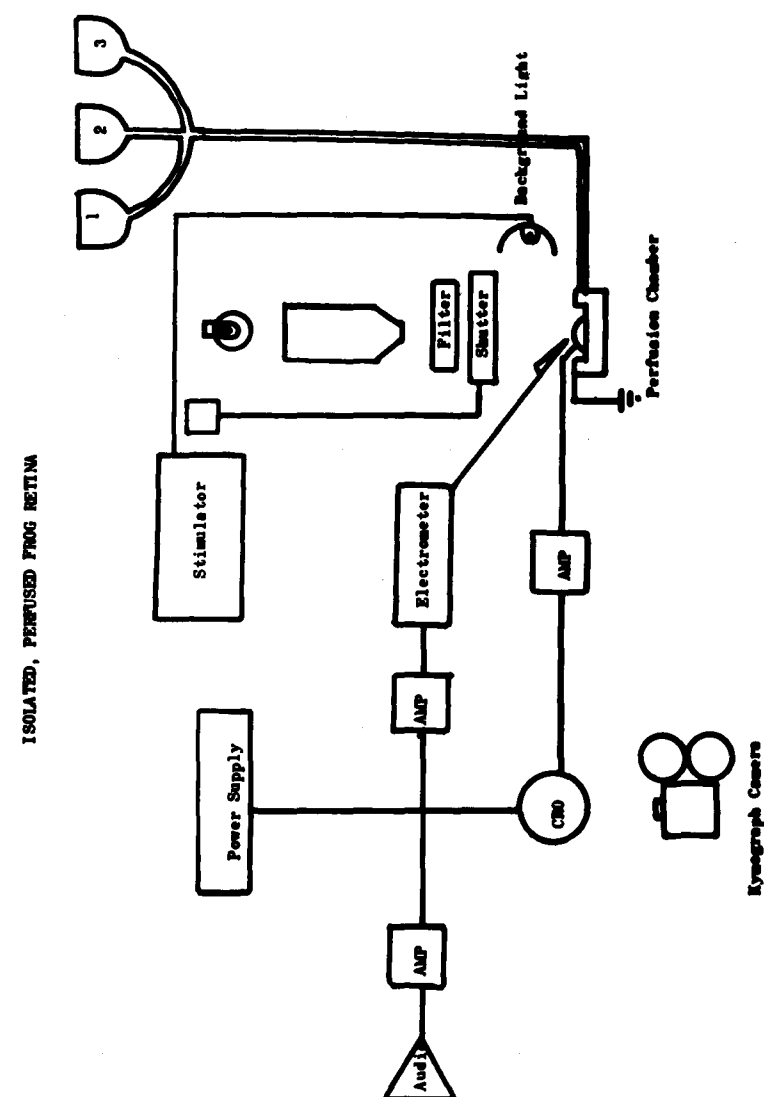 ISOLATED, PERFUSED FROG RETINA
1
2
3
Background Light
Filter
Shutter
Perfusion Chamber
Stimulator
Electrometer
AMP
AMP
Power Supply
CRO
AMP
Audio
Kymograph Camera